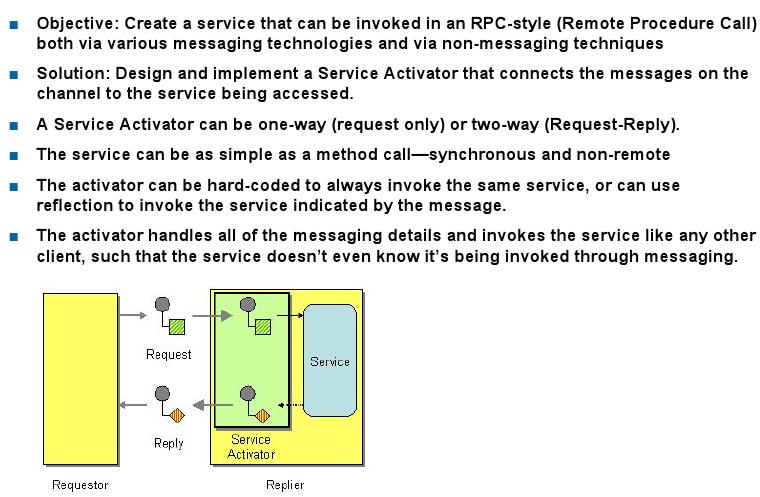 Objective: Create a service that can be invoked in an RPC-style (Remote Procedure Call)
both via various messaging technologies and via non-messaging techniques
Solution: Design and implement a Service Activator that connects the messages on the
channel to the service being accessed.
A Service Activator can be one-way (request only) or two-way (Request-Reply).
The service can be as simple as a method call—synchronous and non-remote
The activator can be hard-coded to always invoke the same service, or can use
reflection to invoke the service indicated by the message.
The activator handles all of the messaging details and invokes the service like any other
client, such that the service doesn’t even know it’s being invoked through messaging.
Request
Service
Reply
Service
Activator
Requestor
Replier